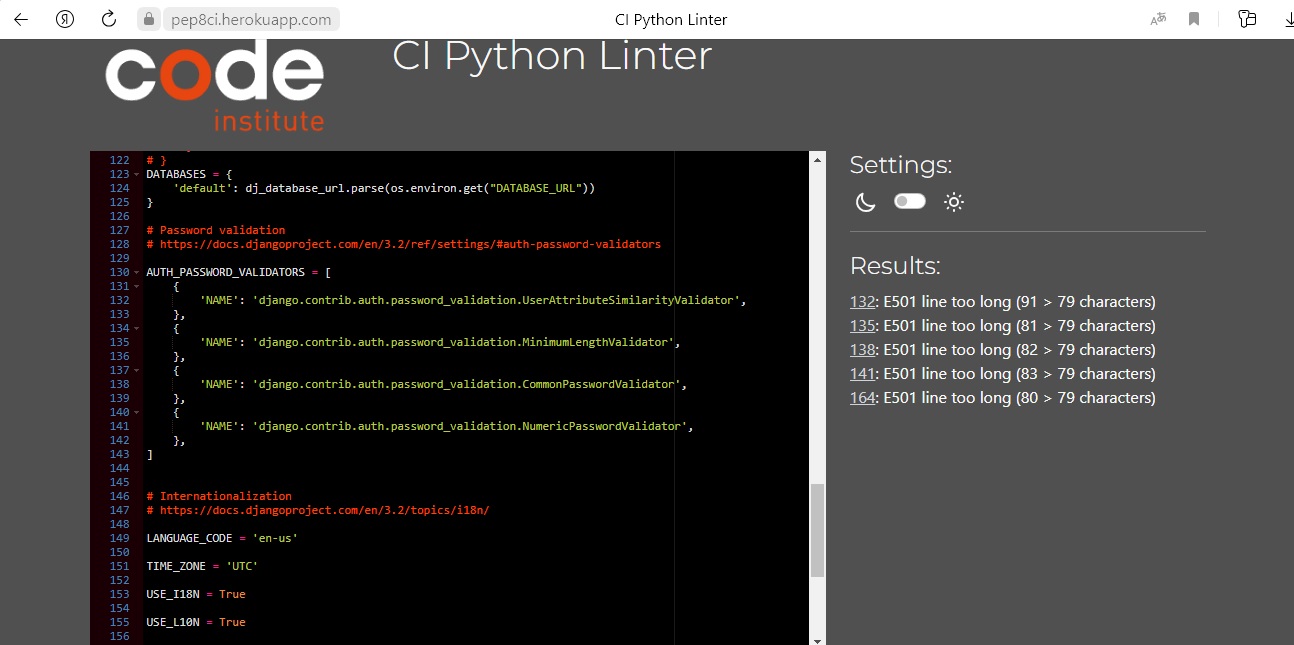 pep8ci.herokuapp.com
CI Python Linter
code
institute
CI Python Linter
122 # }
123 DATABASES = {
124     'default': dj_database_url.parse(os.environ.get("DATABASE_URL"))
125 }
126
127 # Password validation
128 # https://docs.djangoproject.com/en/3.2/ref/settings/#auth-password-validators
129
130 AUTH_PASSWORD_VALIDATORS = [
131     {
132         'NAME': 'django.contrib.auth.password_validation.UserAttributeSimilarityValidator',
133     },
134     {
135         'NAME': 'django.contrib.auth.password_validation.MinimumLengthValidator',
136     },
137     {
138         'NAME': 'django.contrib.auth.password_validation.CommonPasswordValidator',
139     },
140     {
141         'NAME': 'django.contrib.auth.password_validation.NumericPasswordValidator',
142     },
143 ]
144
145
146 # Internationalization
147 # https://docs.djangoproject.com/en/3.2/topics/i18n/
148
149 LANGUAGE_CODE = 'en-us'
150
151 TIME_ZONE = 'UTC'
152
153 USE_I18N = True
154
155 USE_L10N = True
156
Settings:
Results:
132: E501 line too long (91 > 79 characters)
135: E501 line too long (81 > 79 characters)
138: E501 line too long (82 > 79 characters)
141: E501 line too long (83 > 79 characters)
164: E501 line too long (80 > 79 characters)